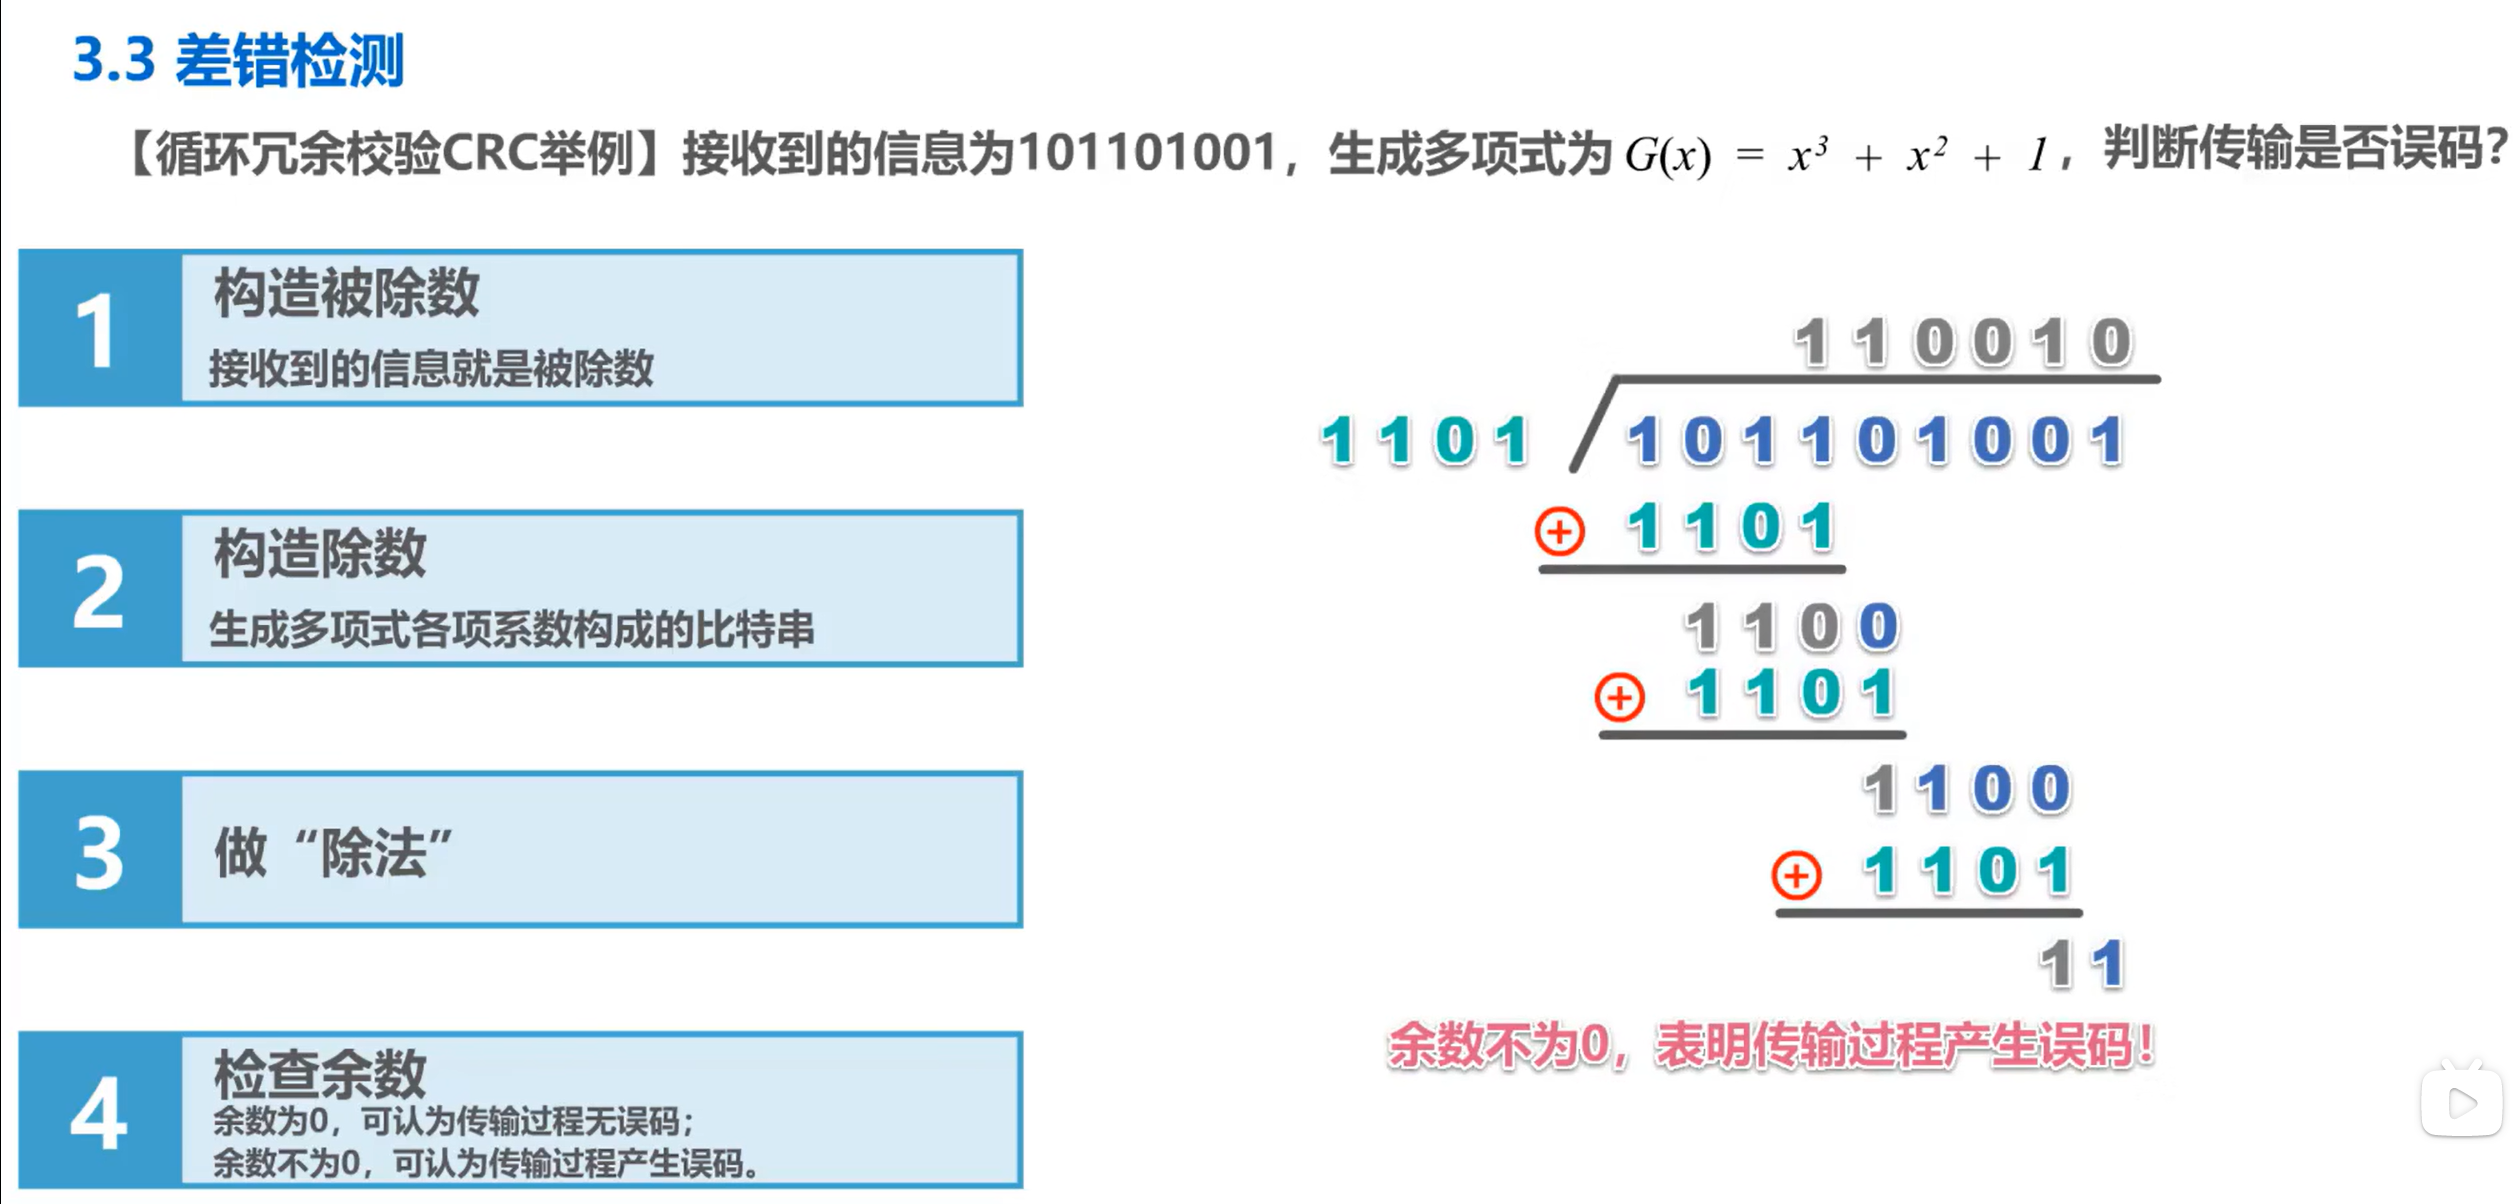 3.3 差错检测
【循环冗余校验CRC举例】接收到的信息为101101001，生成多项式为 G(x) = x³ + x² + 1，判断传输是否误码？
1
构造被除数
接收到的信息就是被除数
2
构造除数
生成多项式各项系数构成的比特串
3
做“除法”
4
检查余数
余数为0，可认为传输过程无误码；
余数不为0，可认为传输过程产生误码。
110010
1101 101101001
⊕ 1101
1100
⊕ 1101
1100
⊕ 1101
11
余数不为0，表明传输过程产生误码！